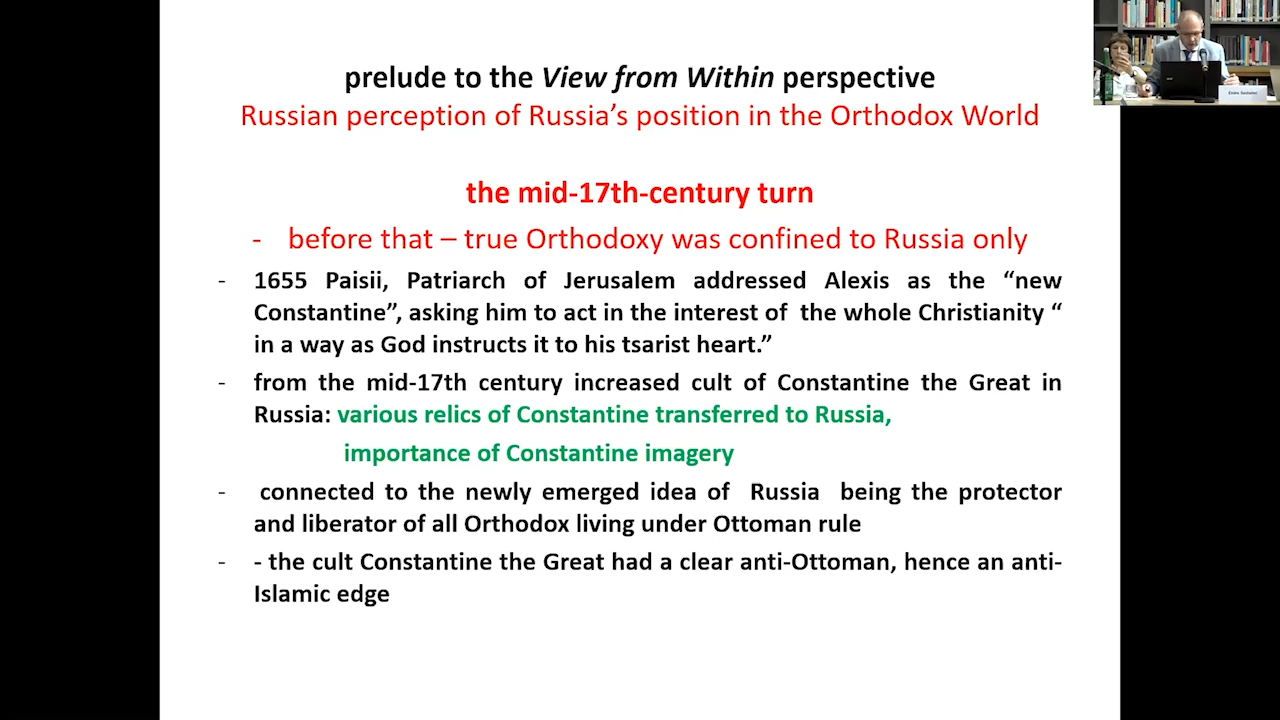 prelude to the View from Within perspective
Russian perception of Russia's position in the Orthodox World
the mid-17th-century turn
- before that – true Orthodoxy was confined to Russia only
- 1655 Paisii, Patriarch of Jerusalem addressed Alexis as the “new
Constantine”, asking him to act in the interest of the whole Christianity “
in a way as God instructs it to his tsarist heart.”
- from the mid-17th century increased cult of Constantine the Great in
Russia: various relics of Constantine transferred to Russia,
importance of Constantine imagery
- connected to the newly emerged idea of Russia being the protector
and liberator of all Orthodox living under Ottoman rule
- - the cult Constantine the Great had a clear anti-Ottoman, hence an anti-
Islamic edge